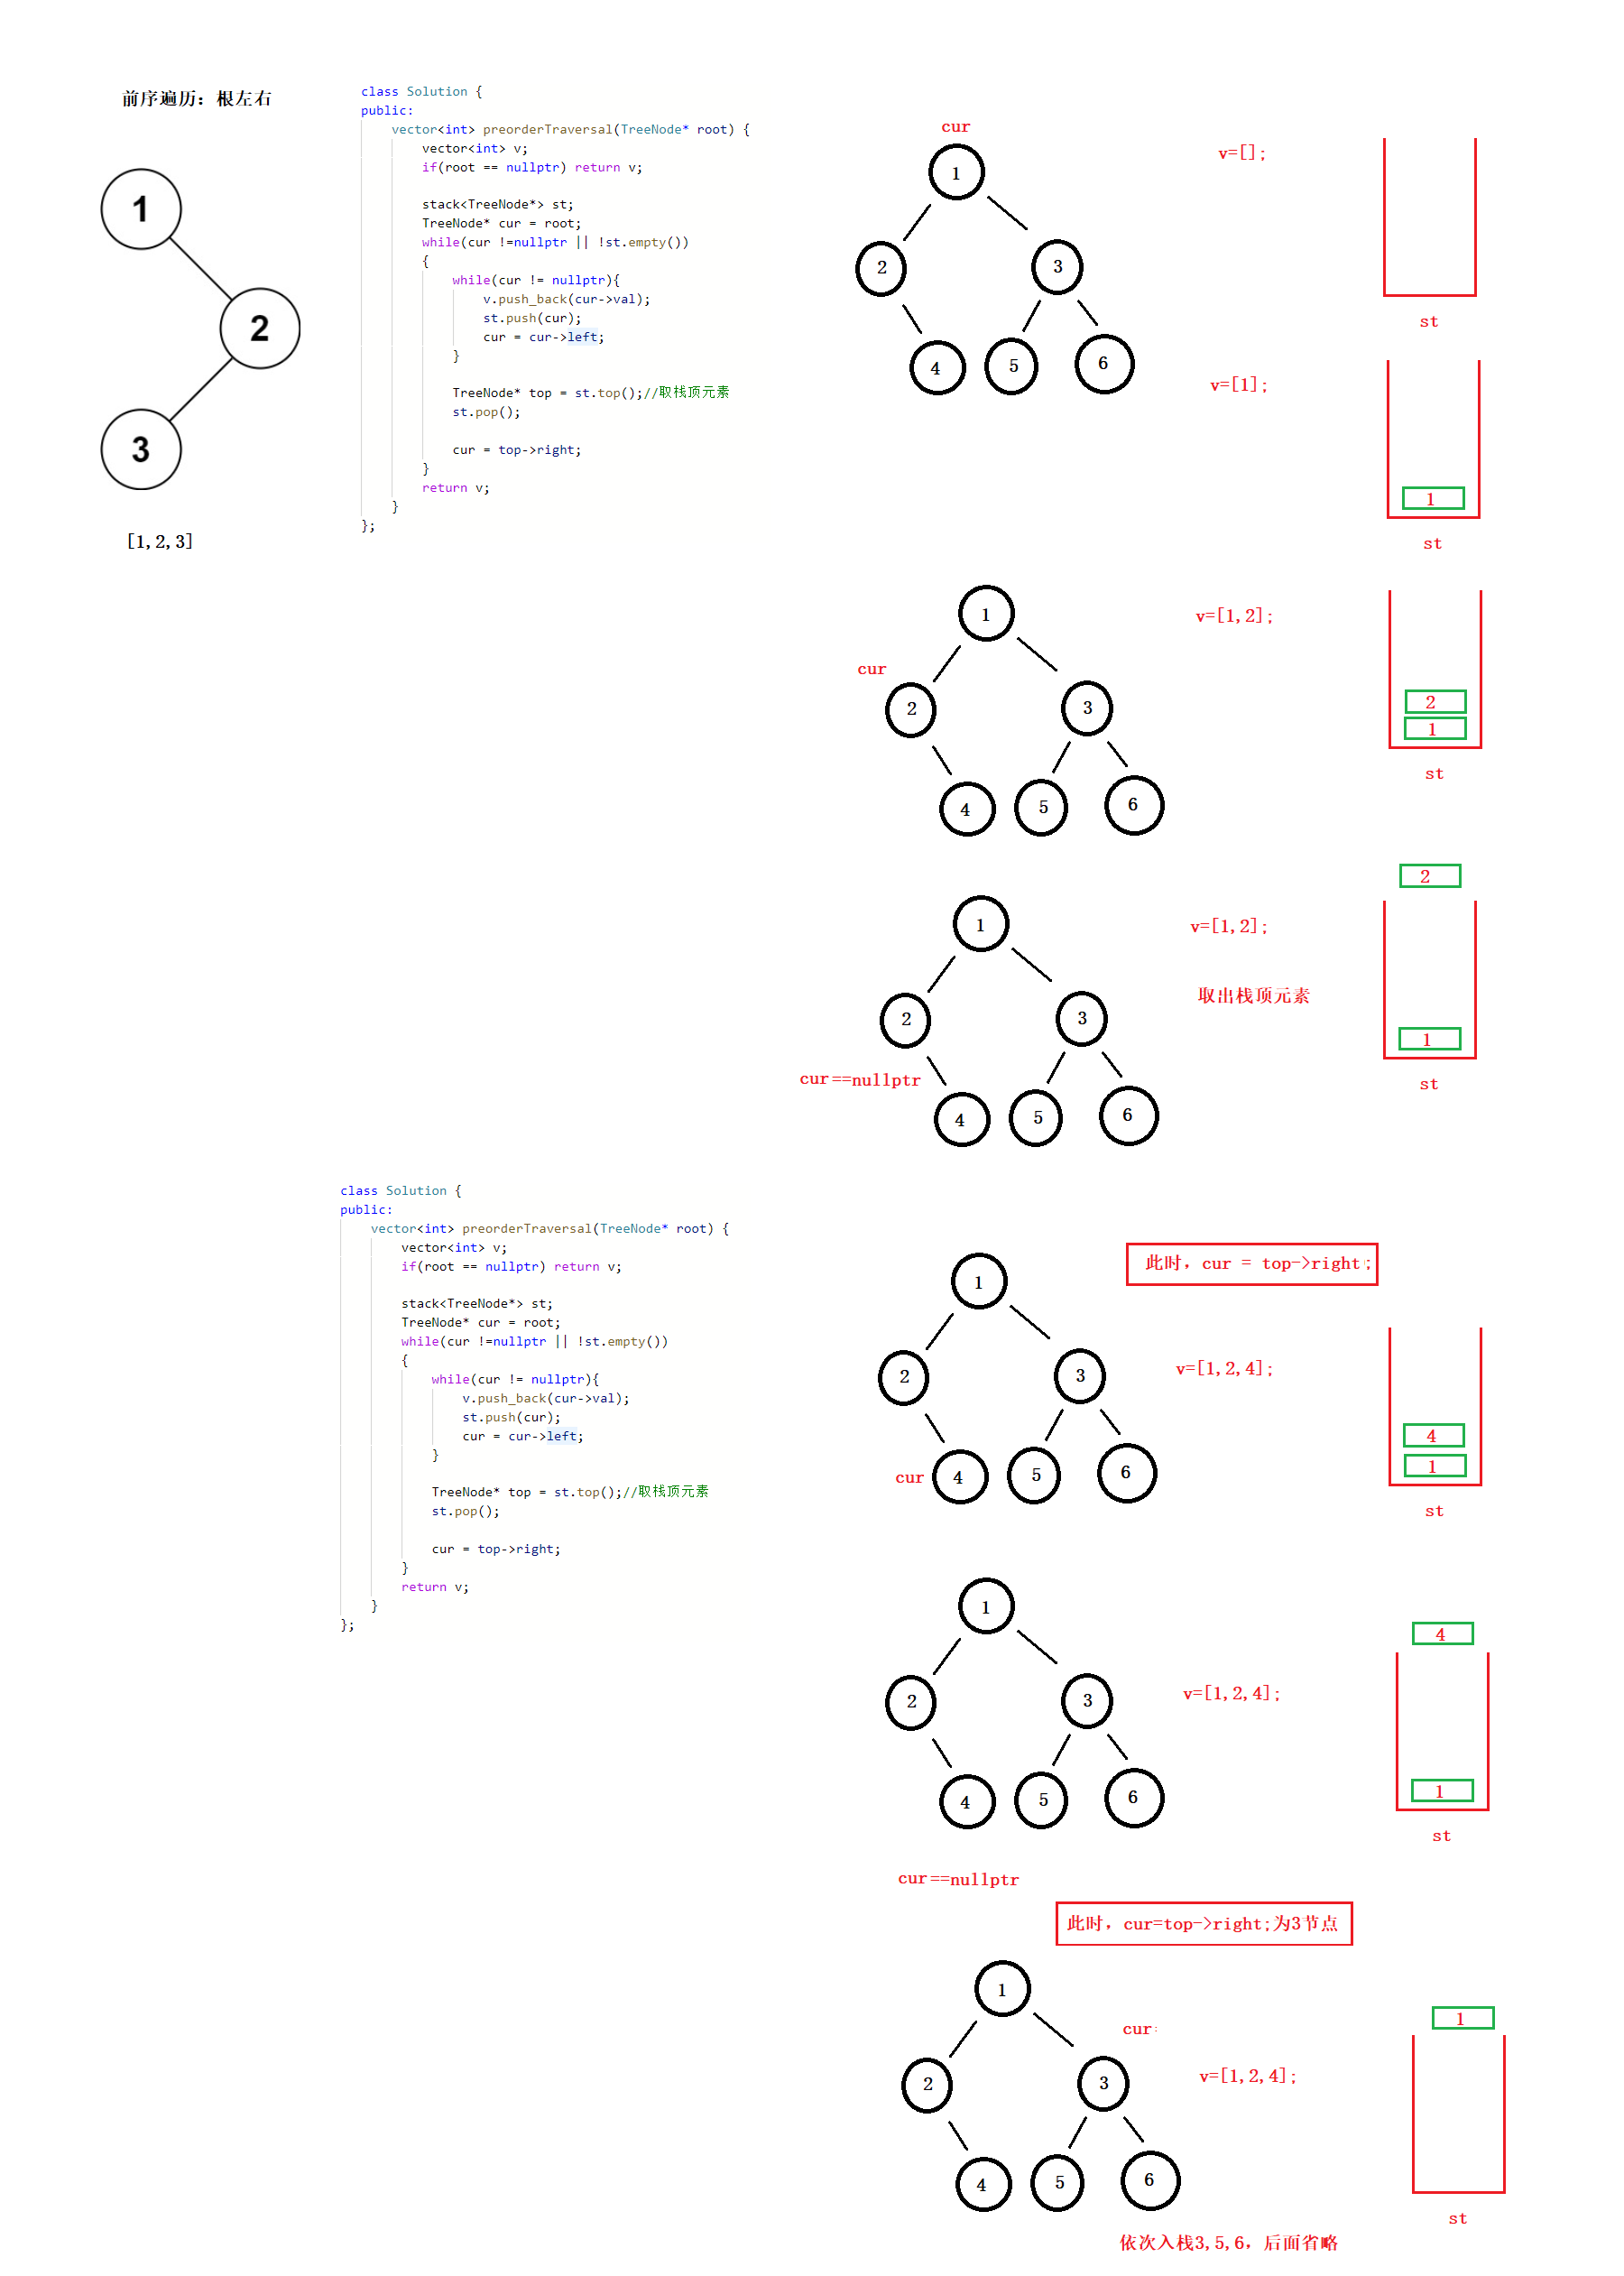 前序遍历：根左右
1
2
3
[1,2,3]
class Solution {
public:
    vector<int> preorderTraversal(TreeNode* root) {
        vector<int> v;
        if(root == nullptr) return v;
        stack<TreeNode*> st;
        TreeNode* cur = root;
        while(cur !=nullptr || !st.empty())
        {
            while(cur != nullptr){
                v.push_back(cur->val);
                st.push(cur);
                cur = cur->left;
            }
            TreeNode* top = st.top();//取栈顶元素
            st.pop();
            cur = top->right;
        }
        return v;
    }
};
cur
1
2
3
4
5
6
v=[];
st
v=[1];
1
st
1
cur
2
3
4
5
6
v=[1,2];
2
1
st
1
2
3
cur==nullptr
4
5
6
v=[1,2];
取出栈顶元素
2
1
st
class Solution {
public:
    vector<int> preorderTraversal(TreeNode* root) {
        vector<int> v;
        if(root == nullptr) return v;
        stack<TreeNode*> st;
        TreeNode* cur = root;
        while(cur !=nullptr || !st.empty())
        {
            while(cur != nullptr){
                v.push_back(cur->val);
                st.push(cur);
                cur = cur->left;
            }
            TreeNode* top = st.top();//取栈顶元素
            st.pop();
            cur = top->right;
        }
        return v;
    }
};
此时，cur = top->right;
1
2
3
cur
4
5
6
v=[1,2,4];
4
1
st
1
2
3
4
5
6
v=[1,2,4];
4
1
st
cur==nullptr
此时，cur=top->right;为3节点
1
cur:
2
3
4
5
6
v=[1,2,4];
1
st
依次入栈3,5,6，后面省略